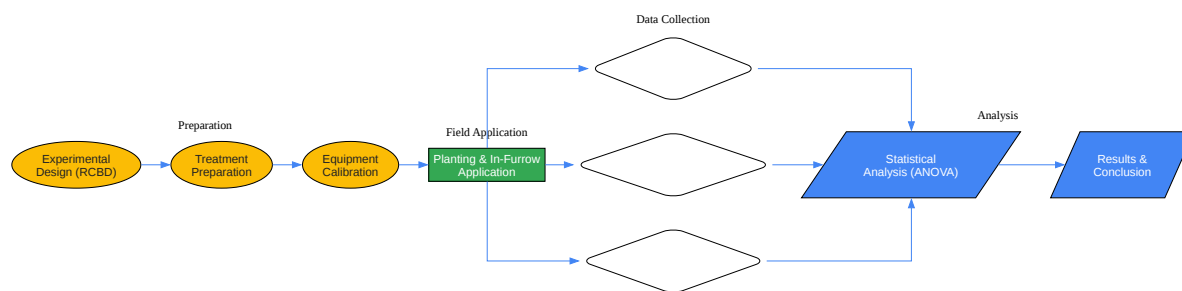 Data Collection
Preparation
Field Application
Analysis
Experimental
Design (RCBD)
Treatment
Preparation
Equipment
Calibration
Planting & In-Furrow
Application
Statistical
Analysis (ANOVA)
Results &
Conclusion